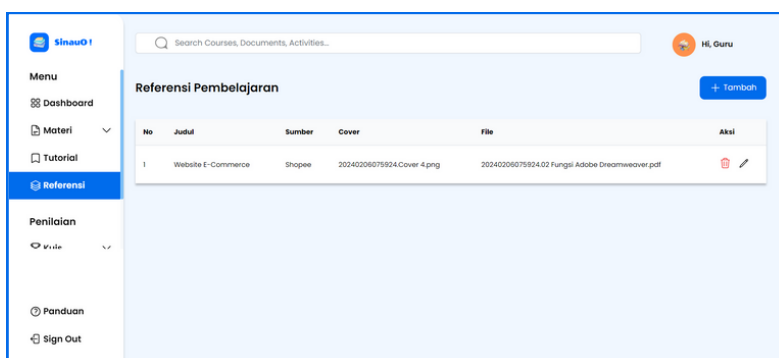 SinauO !
Search Courses, Documents, Activities...
Hi, Guru
Menu
Dashboard
Materi
Tutorial
Referensi
Penilaian
Kuis
Panduan
Sign Out
Referensi Pembelajaran
+ Tambah
No Judul Sumber Cover File Aksi
1 Website E-Commerce Shopee 20240206075924.Cover 4.png 20240206075924.02 Fungsi Adobe Dreamweaver.pdf